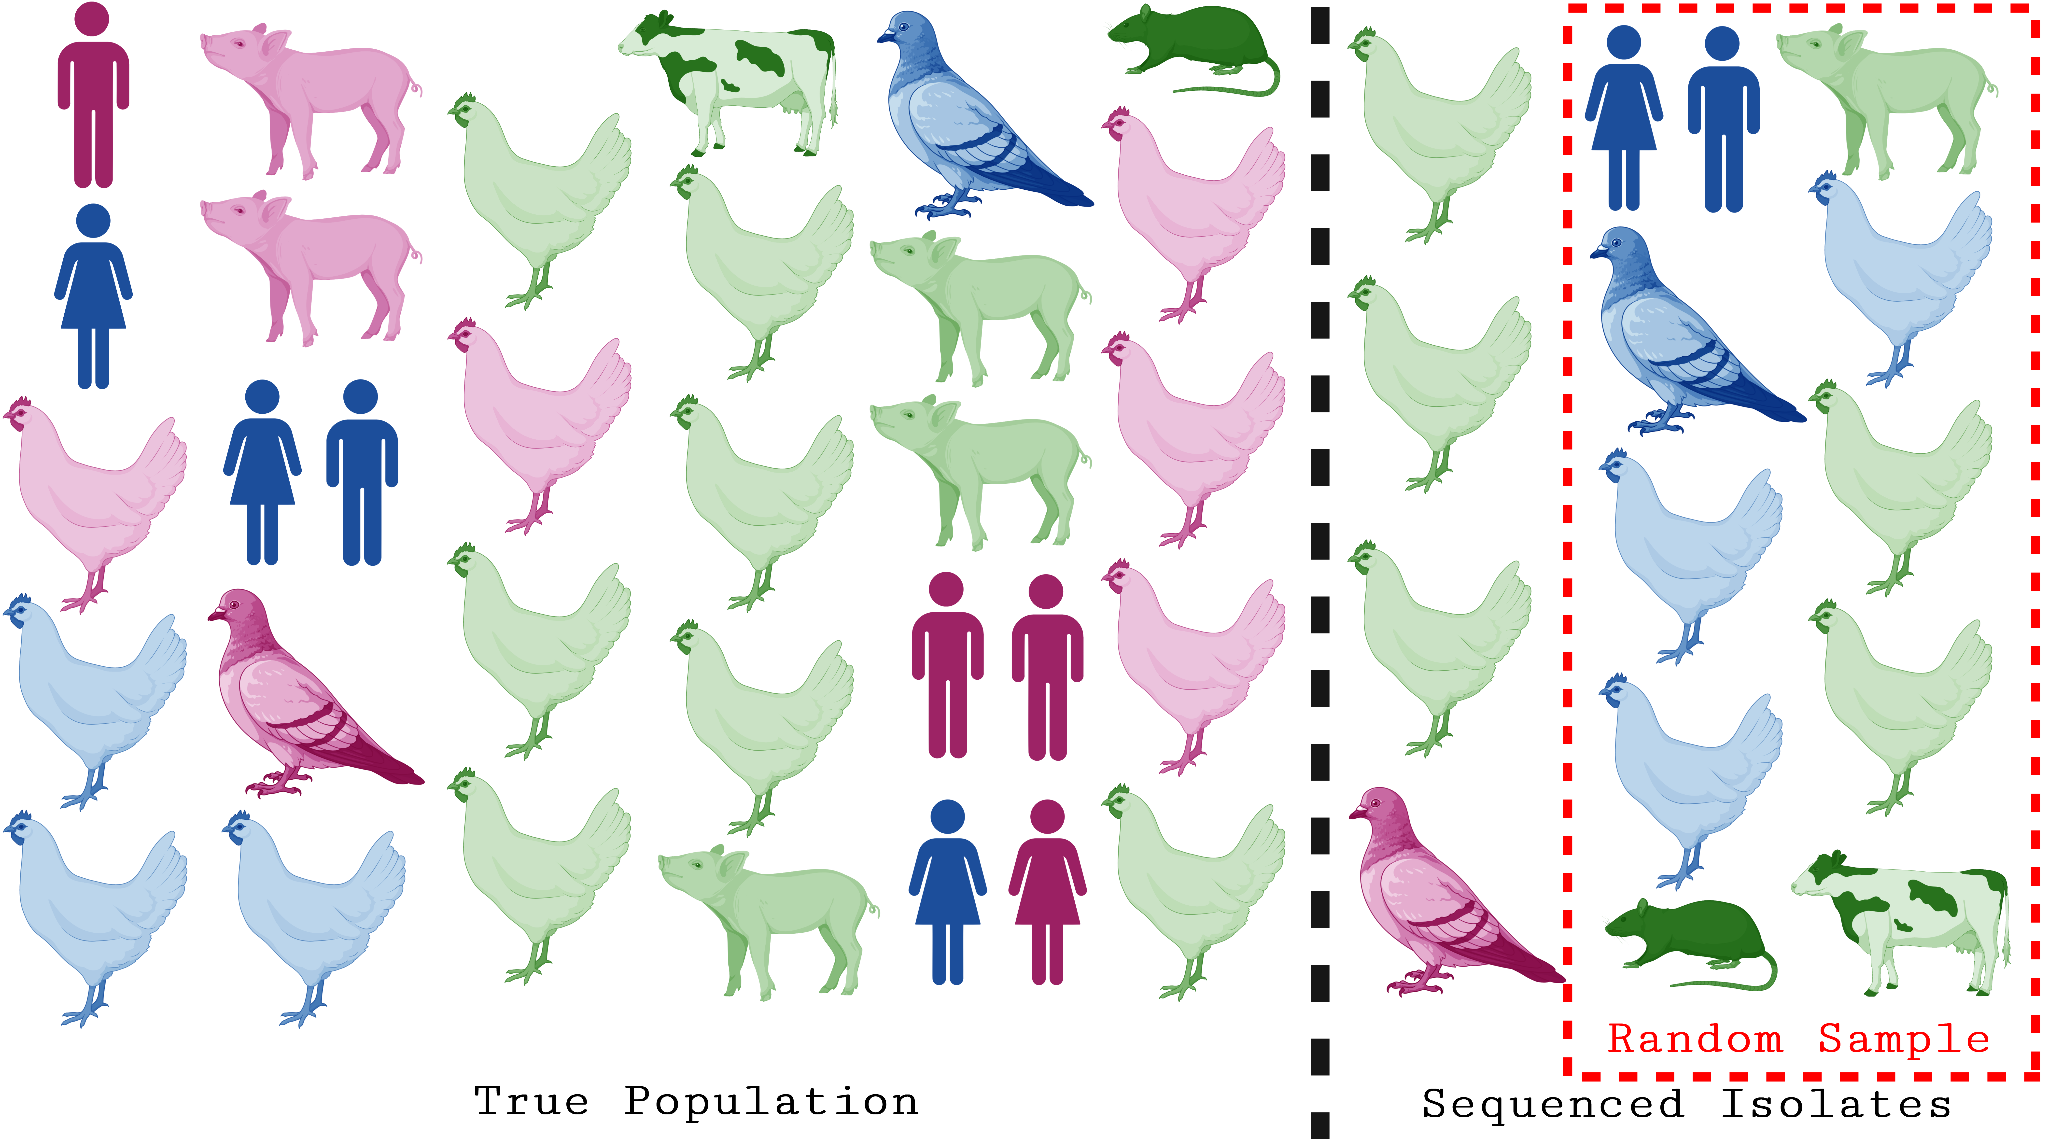 Random Sample
True Population
Sequenced Isolates